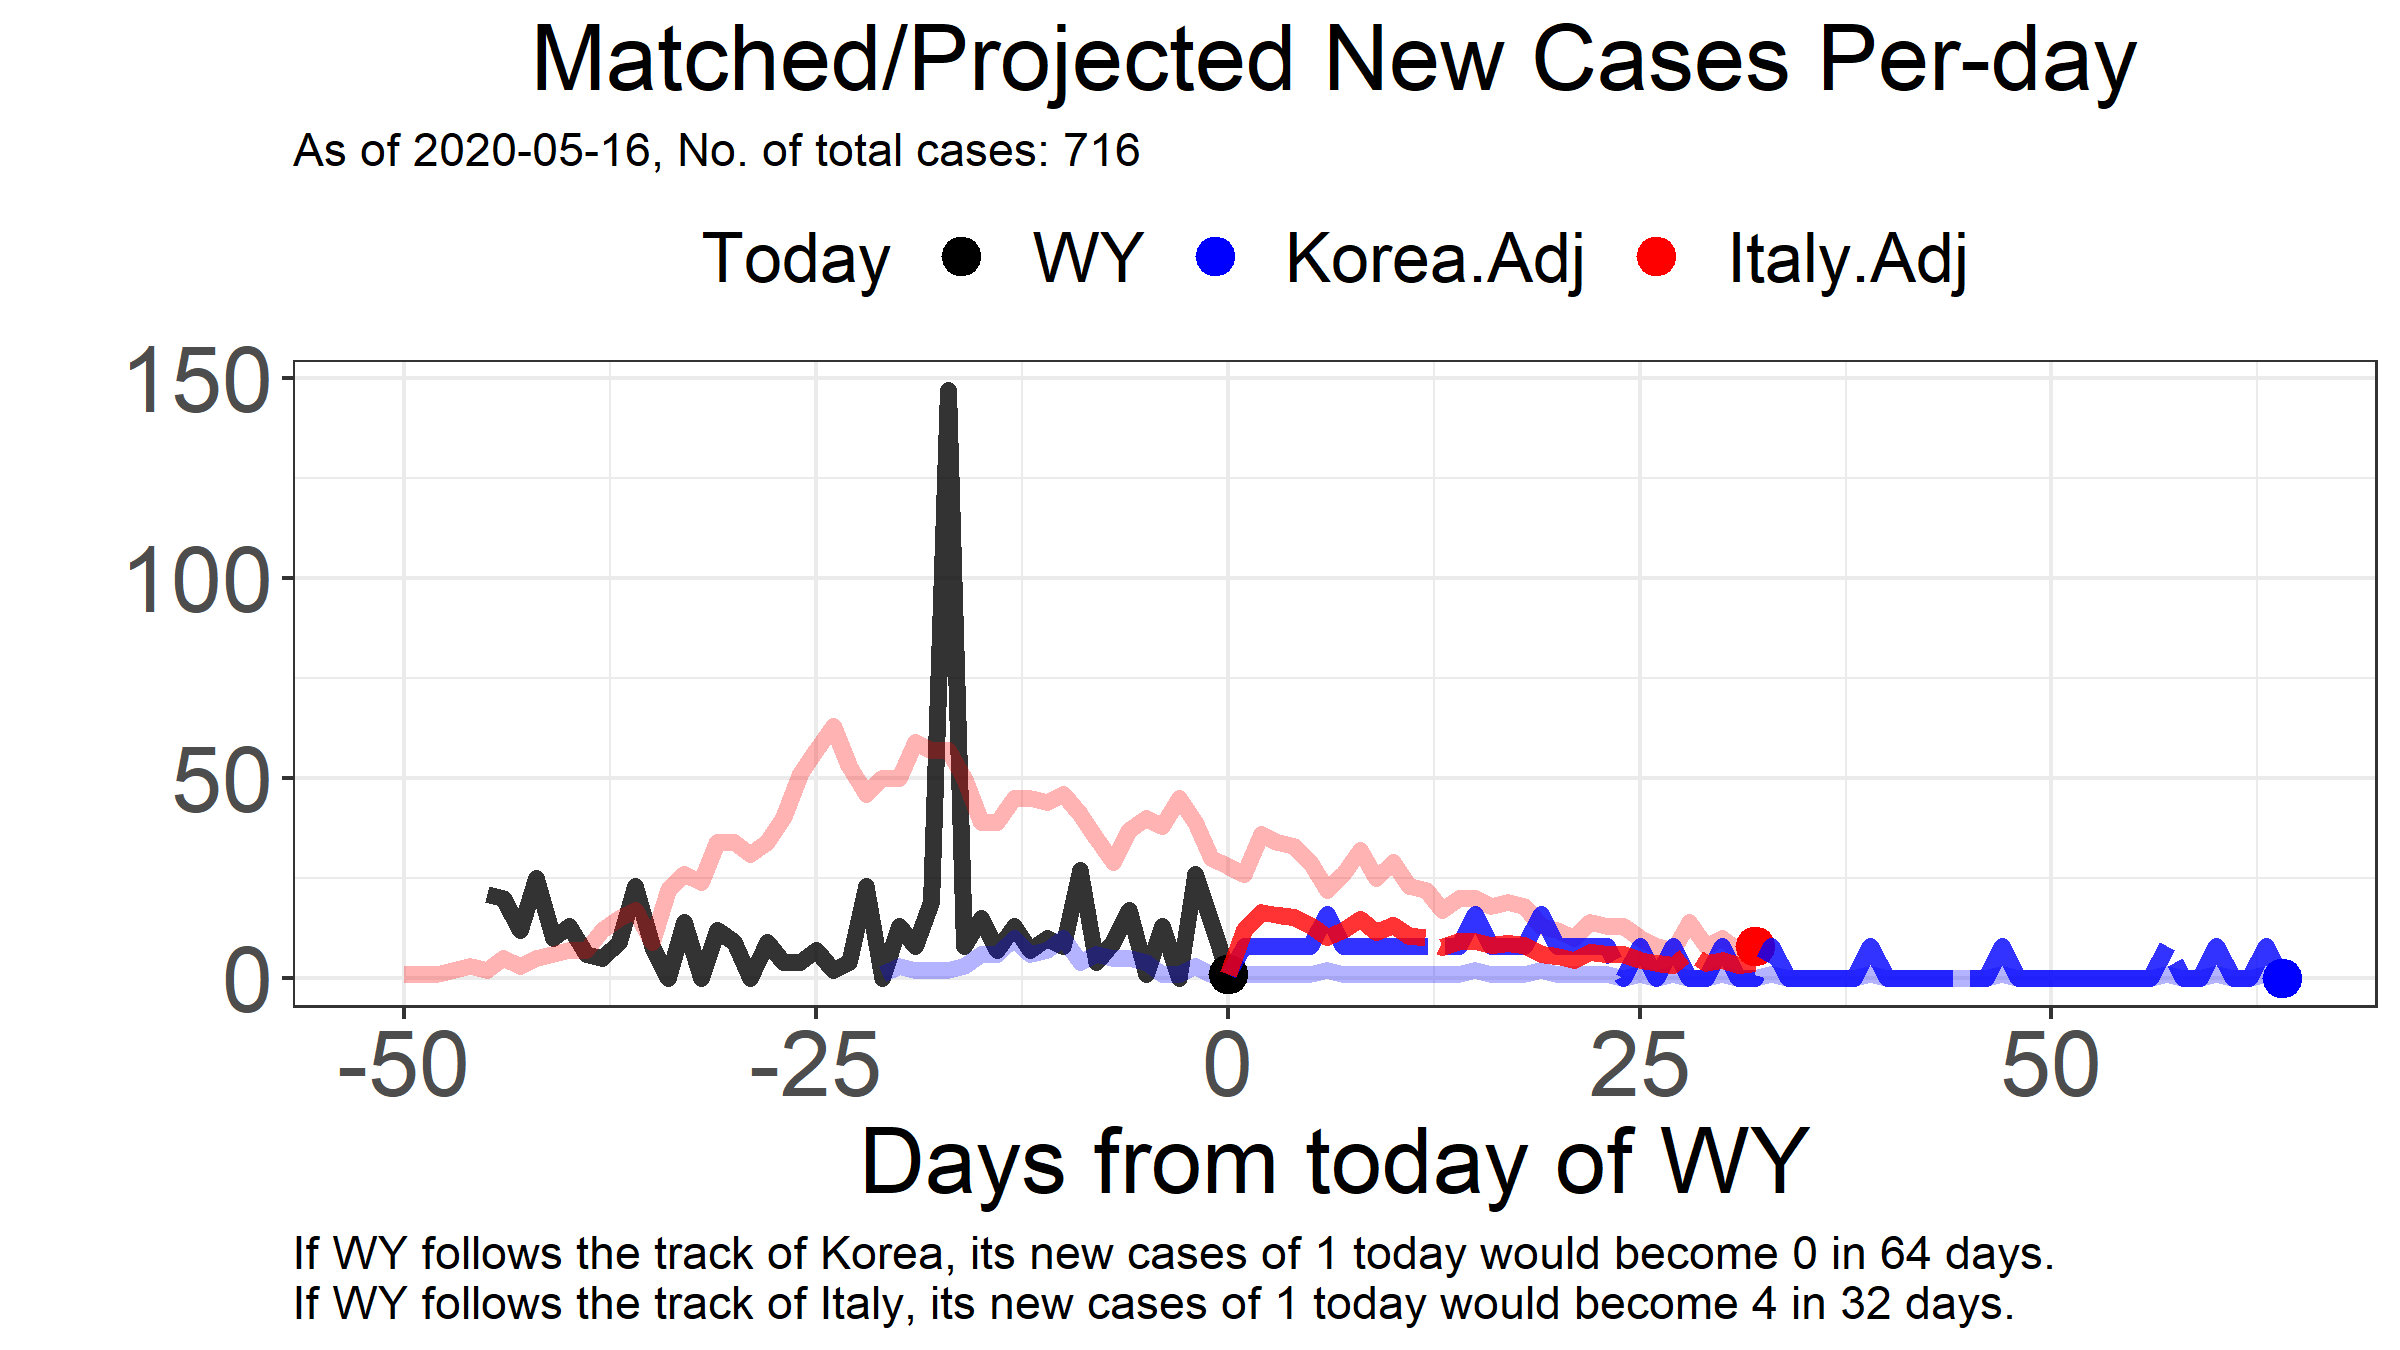 Matched/Projected New Cases Per-day
As of 2020-05-16, No. of total cases: 716
Today WY Korea.Adj Italy.Adj
150
100
50
0
-50 -25 0 25 50
Days from today of WY
If WY follows the track of Korea, its new cases of 1 today would become 0 in 64 days.
If WY follows the track of Italy, its new cases of 1 today would become 4 in 32 days.